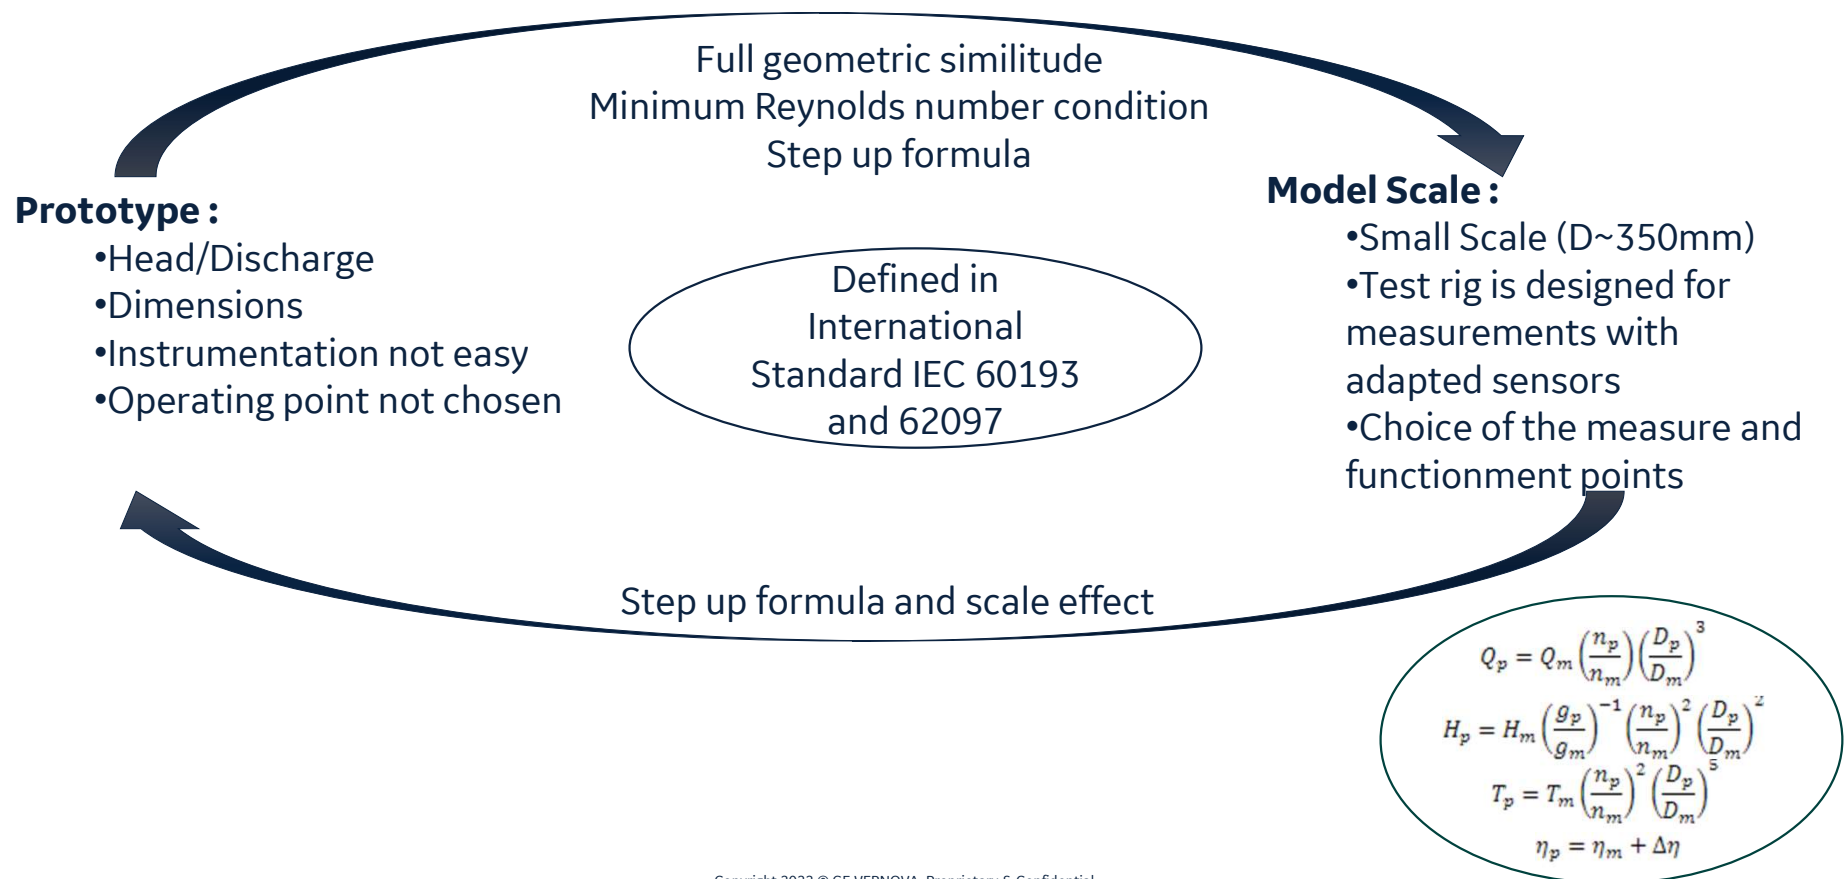 Full geometric similitude
Minimum Reynolds number condition
Step up formula
Prototype :
•Head/Discharge
•Dimensions
•Instrumentation not easy
•Operating point not chosen
Defined in
International
Standard IEC 60193
and 62097
Model Scale :
•Small Scale (D~350mm)
•Test rig is designed for
measurements with
adapted sensors
•Choice of the measure and
functionment points
Step up formula and scale effect
Q_p = Q_m (n_p/n_m) (D_p/D_m)^3
H_p = H_m (g_p/g_m)^-1 (n_p/n_m)^2 (D_p/D_m)^2
T_p = T_m (n_p/n_m)^2 (D_p/D_m)^5
η_p = η_m + Δη